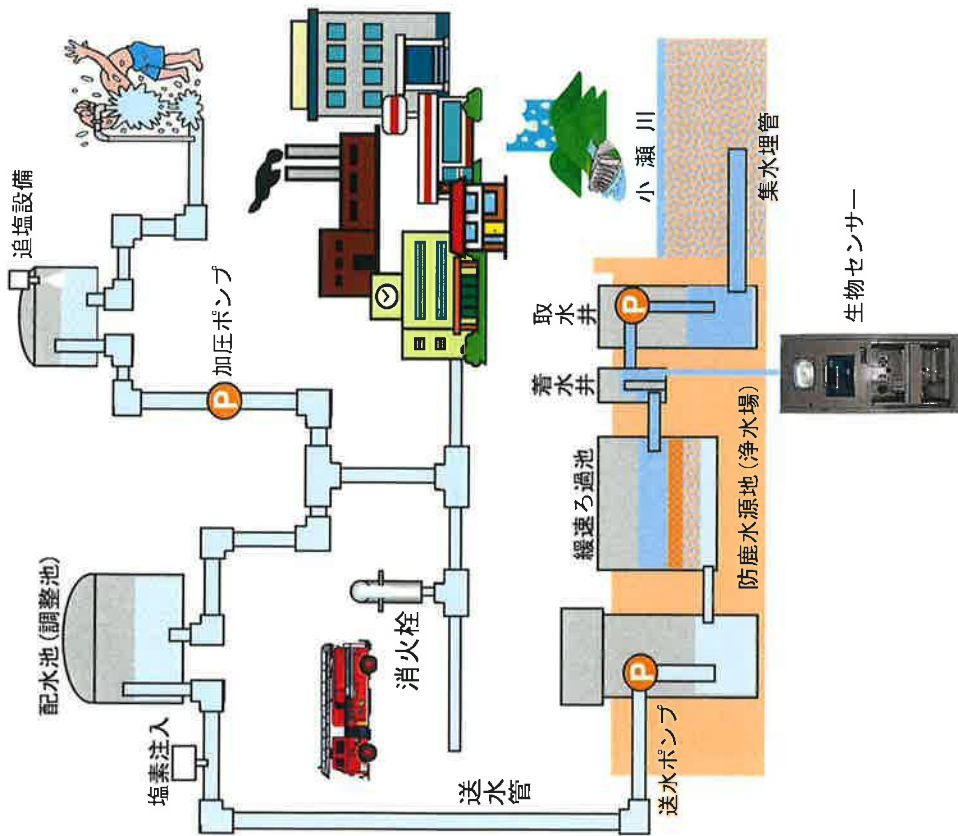 配水池(調整池)
塩素注入
追塩設備
加圧ポンプ
P
消火栓
送水管
小瀬川
集水埋管
取水井
P
着水井
緩速ろ過池
防鹿水源地(浄水場)
P
送水ポンプ
生物センサー